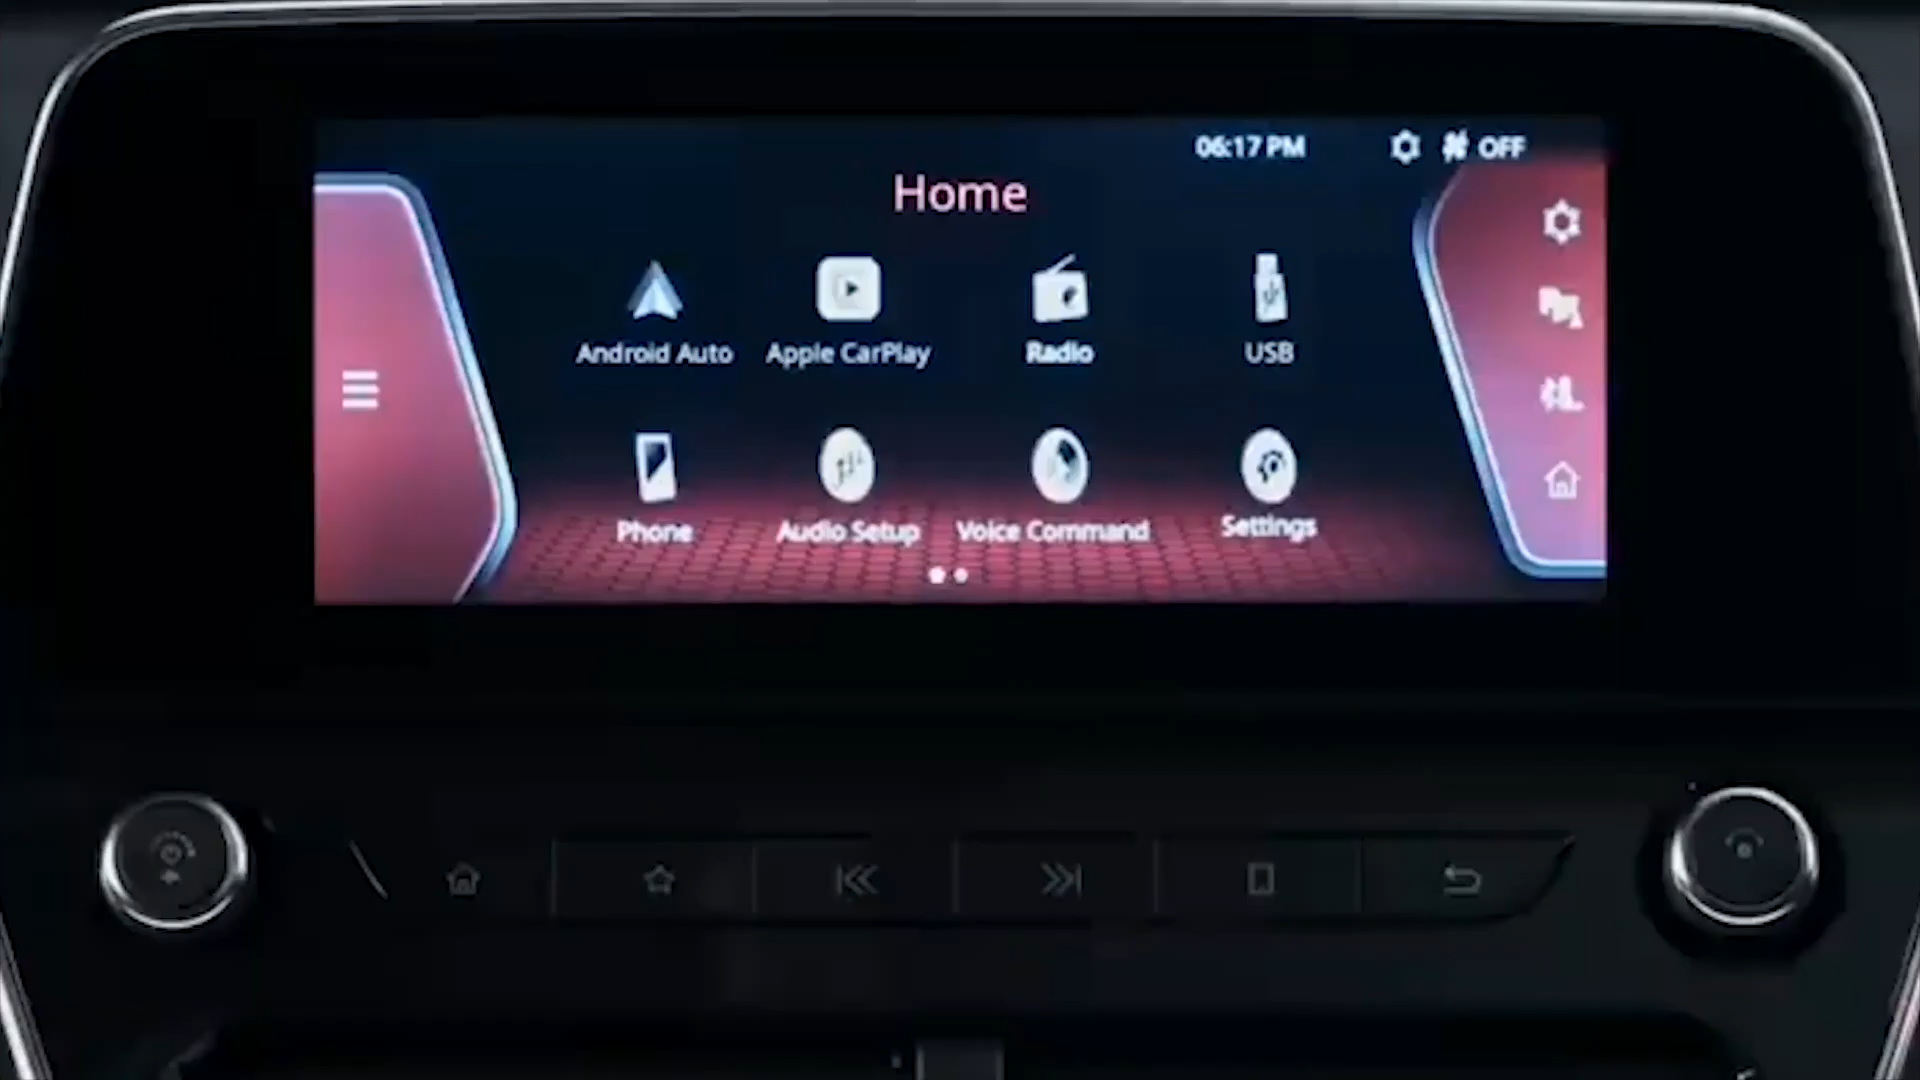 06:17 PM OFF
Home
Android Auto Apple CarPlay Radio USB
Phone Audio Setup Voice Command Settings